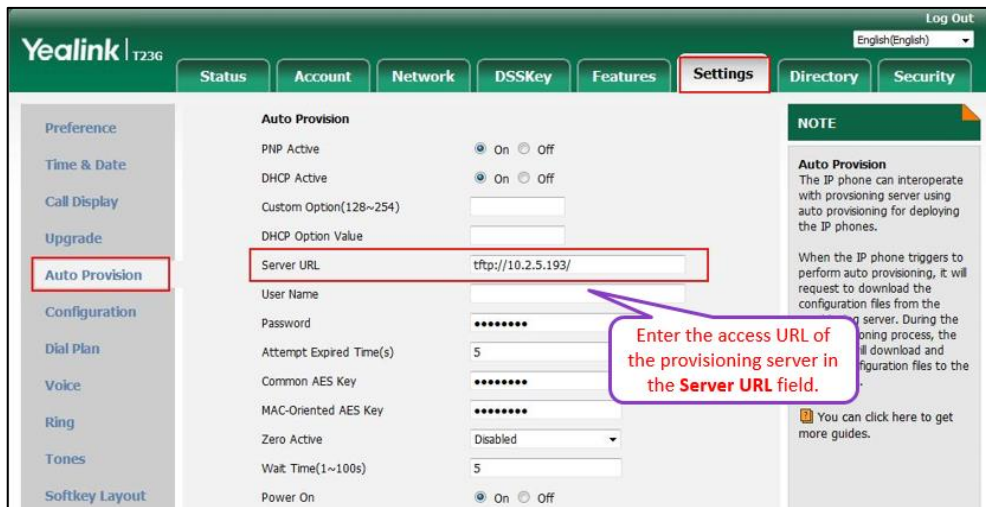 Log Out
Yealink T23G
English(English)
Status Account Network DSSKey Features Settings Directory Security
Preference
Time & Date
Call Display
Upgrade
Auto Provision
Configuration
Dial Plan
Voice
Ring
Tones
Softkey Layout
Auto Provision
PNP Active On Off
DHCP Active On Off
Custom Option(128~254)
DHCP Option Value
Server URL tftp://10.2.5.193/
User Name
Password ••••••••
Attempt Expired Time(s) 5
Common AES Key ••••••••
MAC-Oriented AES Key ••••••••
Zero Active Disabled
Wait Time(1~100s) 5
Power On On Off
Enter the access URL of
the provisioning server in
the Server URL field.
NOTE
Auto Provision
The IP phone can interoperate
with provsioning server using
auto provisioning for deploying
the IP phones.
When the IP phone triggers to
perform auto provisioning, it will
request to download the
configuration files from the
server. During the
process, the
download and
files to the
You can click here to get
more guides.